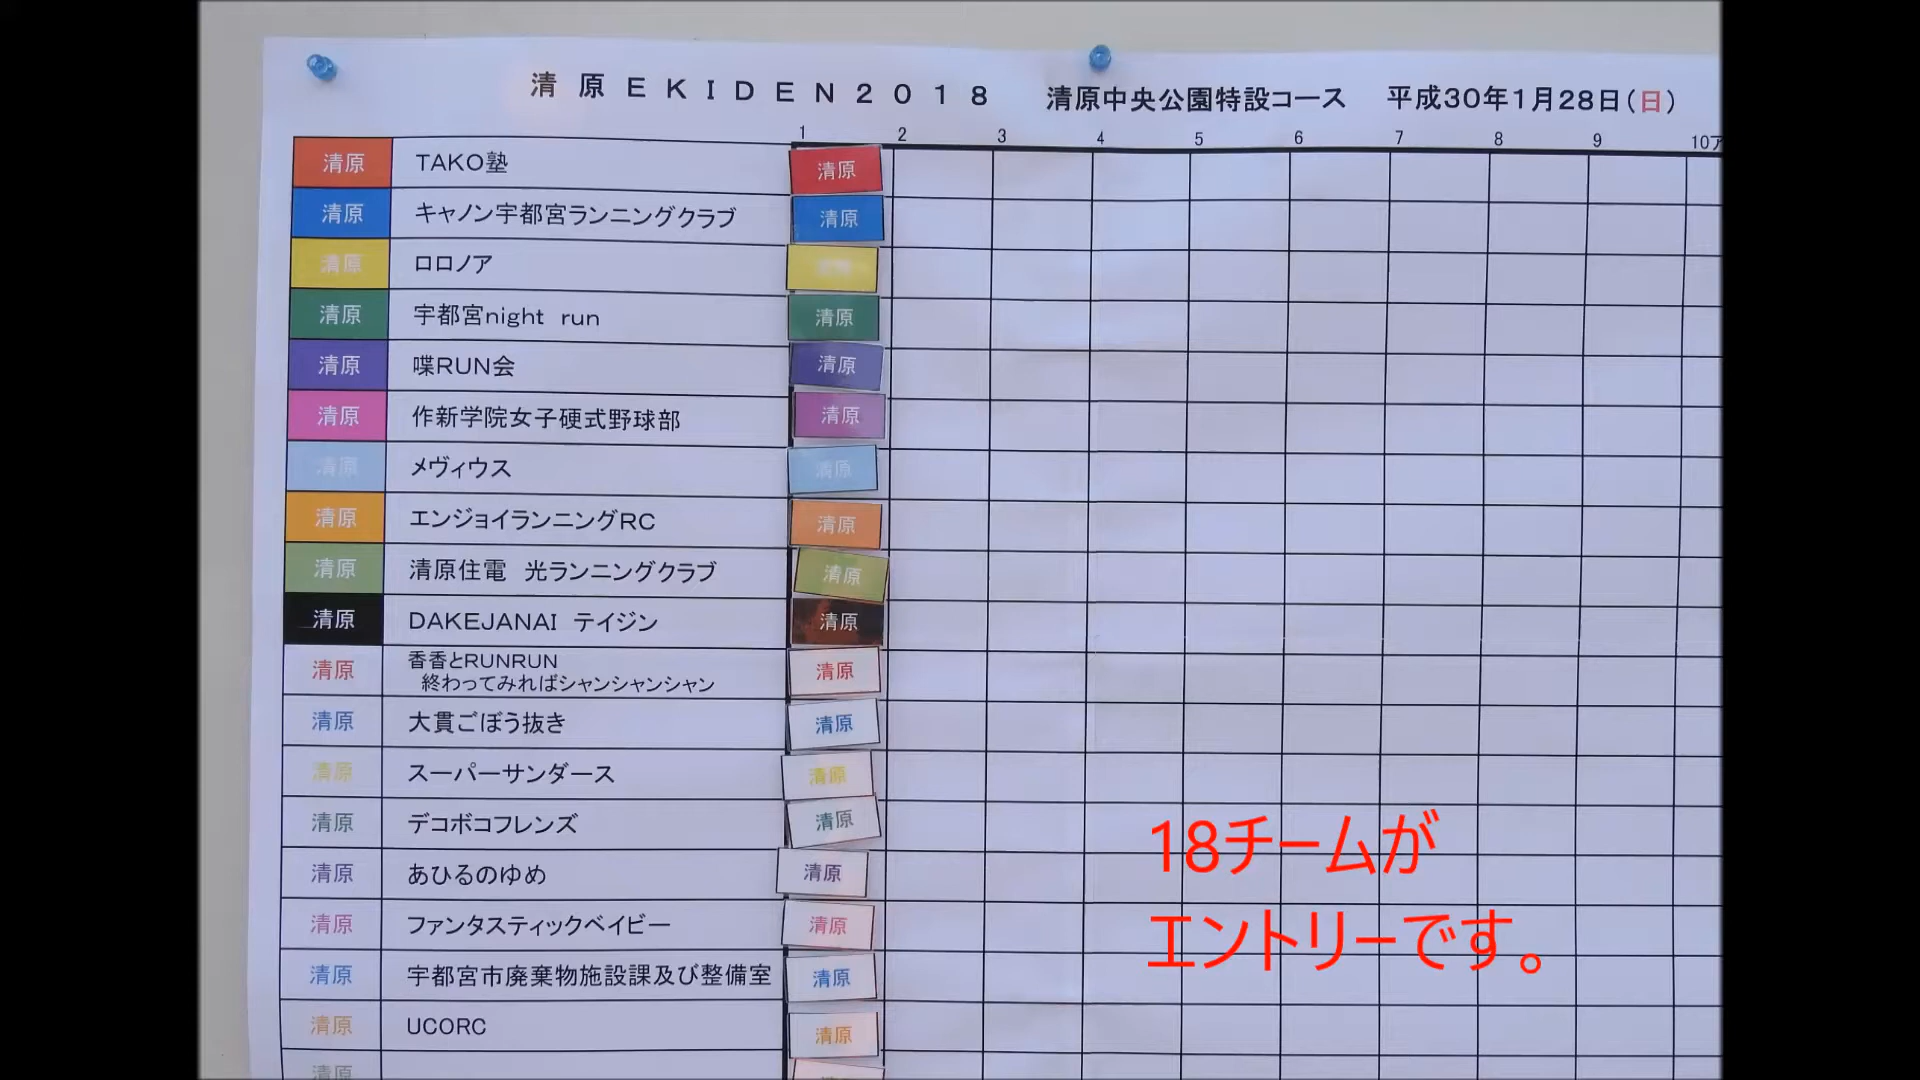 清原EKIDEN2018 清原中央公園特設コース 平成30年1月28日(日)
1 2 3 4 5 6 7 8 9 10ア
清原 TAKO塾 清原
清原 キャノン宇都宮ランニングクラブ 清原
清原 ロロノア
清原 宇都宮night run 清原
清原 喋RUN会 清原
清原 作新学院女子硬式野球部 清原
清原 メヴィウス 清原
清原 エンジョイランニングRC 清原
清原 清原住電 光ランニングクラブ 清原
清原 DAKEJANAI テイジン 清原
清原 香香とRUNRUN 清原
終わってみればシャンシャンシャン
清原 大貫ごぼう抜き 清原
清原 スーパーサンダース 清原
清原 デコボコフレンズ 清原
清原 あひるのゆめ 清原
清原 ファンタスティックベイビー 清原
清原 宇都宮市廃棄物施設課及び整備室 清原
清原 UCORC 清原
清原
18チームが
エントリーです。